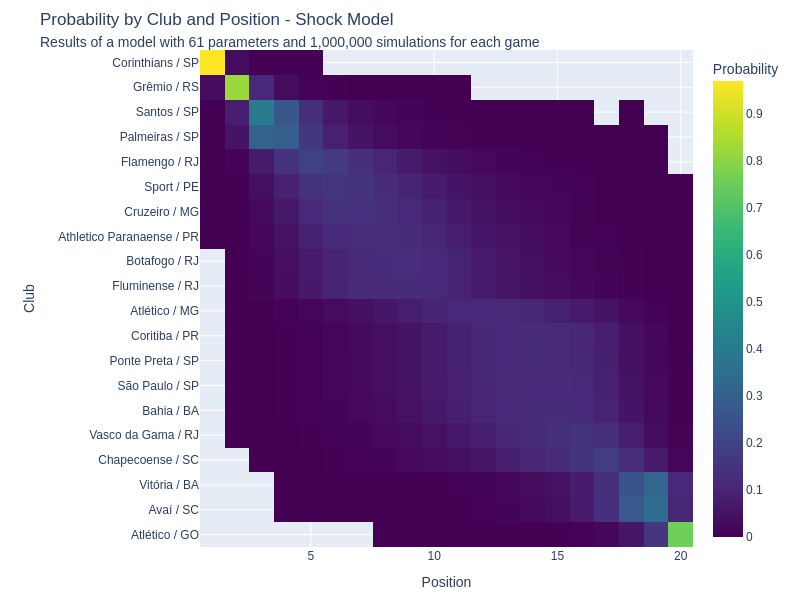 Probability by Club and Position - Shock Model
Results of a model with 61 parameters and 1,000,000 simulations for each game
Corinthians / SP
Grêmio / RS
Santos / SP
Palmeiras / SP
Flamengo / RJ
Sport / PE
Cruzeiro / MG
Athletico Paranaense / PR
Botafogo / RJ
Fluminense / RJ
Atlético / MG
Coritiba / PR
Ponte Preta / SP
São Paulo / SP
Bahia / BA
Vasco da Gama / RJ
Chapecoense / SC
Vitória / BA
Avaí / SC
Atlético / GO
Club
5
10
15
20
Position
Probability
0.9
0.8
0.7
0.6
0.5
0.4
0.3
0.2
0.1
0